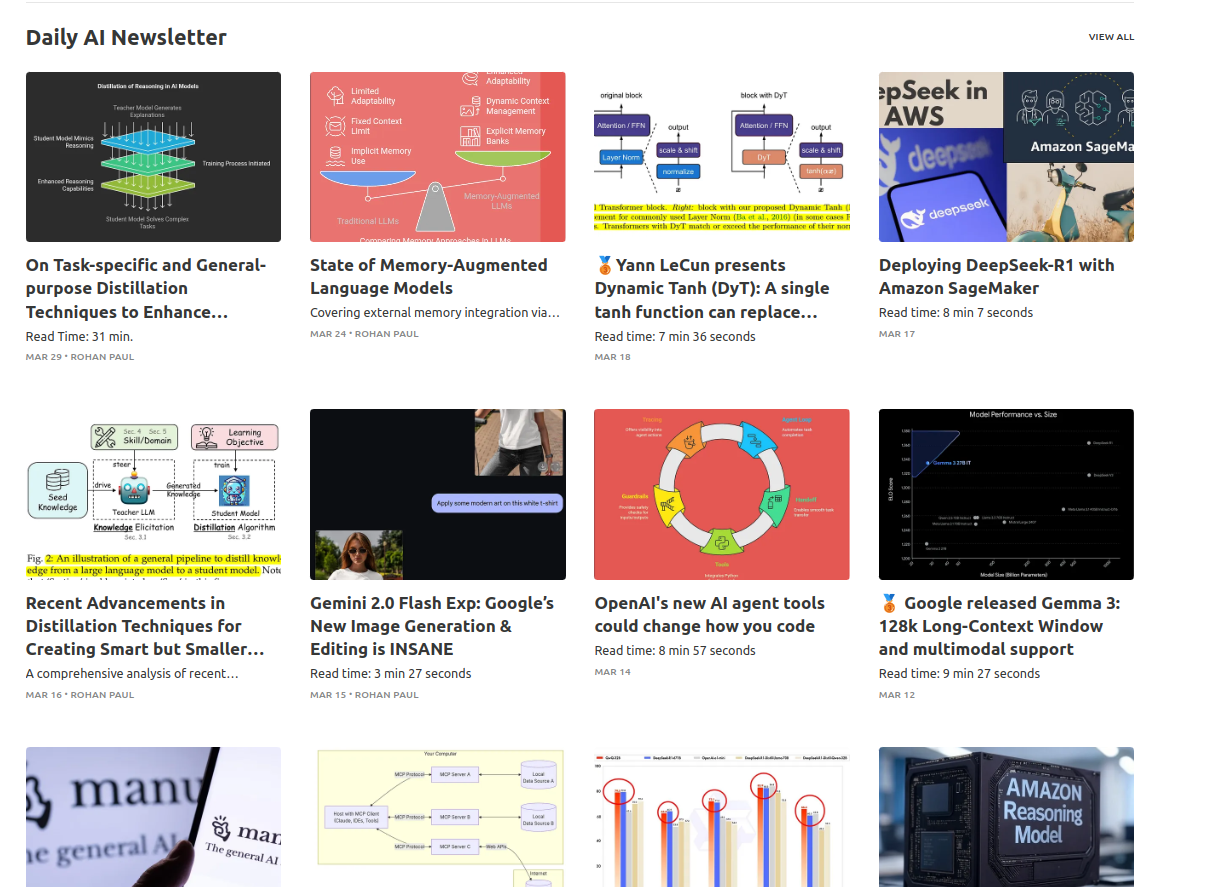 Daily AI Newsletter
VIEW ALL
Distillation of Reasoning in AI Models
Teacher Model Generates
Explanations
Student Model Mimics
Reasoning
Training Process Initiated
Enhanced Reasoning
Capabilities
Student Model Solves Complex
Tasks
Limited
Adaptability
Fixed Context
Limit
Implicit Memory
Use
Enhanced
Adaptability
Dynamic Context
Management
Explicit Memory
Banks
Traditional LLMs
Memory-Augmented
LLMs
Comparing Memory Approaches in LLMs
original block
block with DyT
Attention / FFN
output
scale & shift
Layer Norm
normalize
Attention / FFN
output
scale & shift
DyT
tanh(αx)
l Transformer block. Right: block with our proposed Dynamic Tanh (
ement for commonly used Layer Norm (Ba et al., 2016) (in some cases
s. Transformers with DyT match or exceed the performance of their
epSeek in
AWS
deepseek
deepseek
Amazon SageMa
On Task-specific and General-
purpose Distillation
Techniques to Enhance…
Read Time: 31 min.
MAR 29 • ROHAN PAUL
State of Memory-Augmented
Language Models
Covering external memory integration via…
MAR 24 • ROHAN PAUL
🥉Yann LeCun presents
Dynamic Tanh (DyT): A single
tanh function can replace…
Read time: 7 min 36 seconds
MAR 18
Deploying DeepSeek-R1 with
Amazon SageMaker
Read time: 8 min 7 seconds
MAR 17
Sec. 4 Sec. 5
Skill/Domain
Learning
Objective
steer
train
Seed
Knowledge
drive
Generated
Knowledge
Teacher LLM
Student Model
Knowledge Elicitation
Sec. 3.1
Distillation Algorithm
Sec. 3.2
Fig. 2: An illustration of a general pipeline to distill knowl
edge from a large language model to a student model. Note
Apply some modern art on this white t-shirt
Tracing
Agent Loop
Guardrails
Handoff
Tools
Integrates Python
Model Performance vs. Size
ELO Score
Gemma 3 27B IT
Model Size (Billion Parameters)
Recent Advancements in
Distillation Techniques for
Creating Smart but Smaller…
A comprehensive analysis of recent…
MAR 16 • ROHAN PAUL
Gemini 2.0 Flash Exp: Google’s
New Image Generation &
Editing is INSANE
Read time: 3 min 27 seconds
MAR 15 • ROHAN PAUL
OpenAI's new AI agent tools
could change how you code
Read time: 8 min 57 seconds
MAR 14
🥉 Google released Gemma 3:
128k Long-Context Window
and multimodal support
Read time: 9 min 27 seconds
MAR 12
manu
he general AI
man
The general AI
Your Computer
MCP Protocol
MCP Server A
Local
Data Source A
Host with MCP Client
(Claude, IDEs, Tools)
MCP Protocol
MCP Server B
Local
Data Source B
MCP Protocol
MCP Server C
Web APIs
Internet
AMAZON
Reasoning
Model